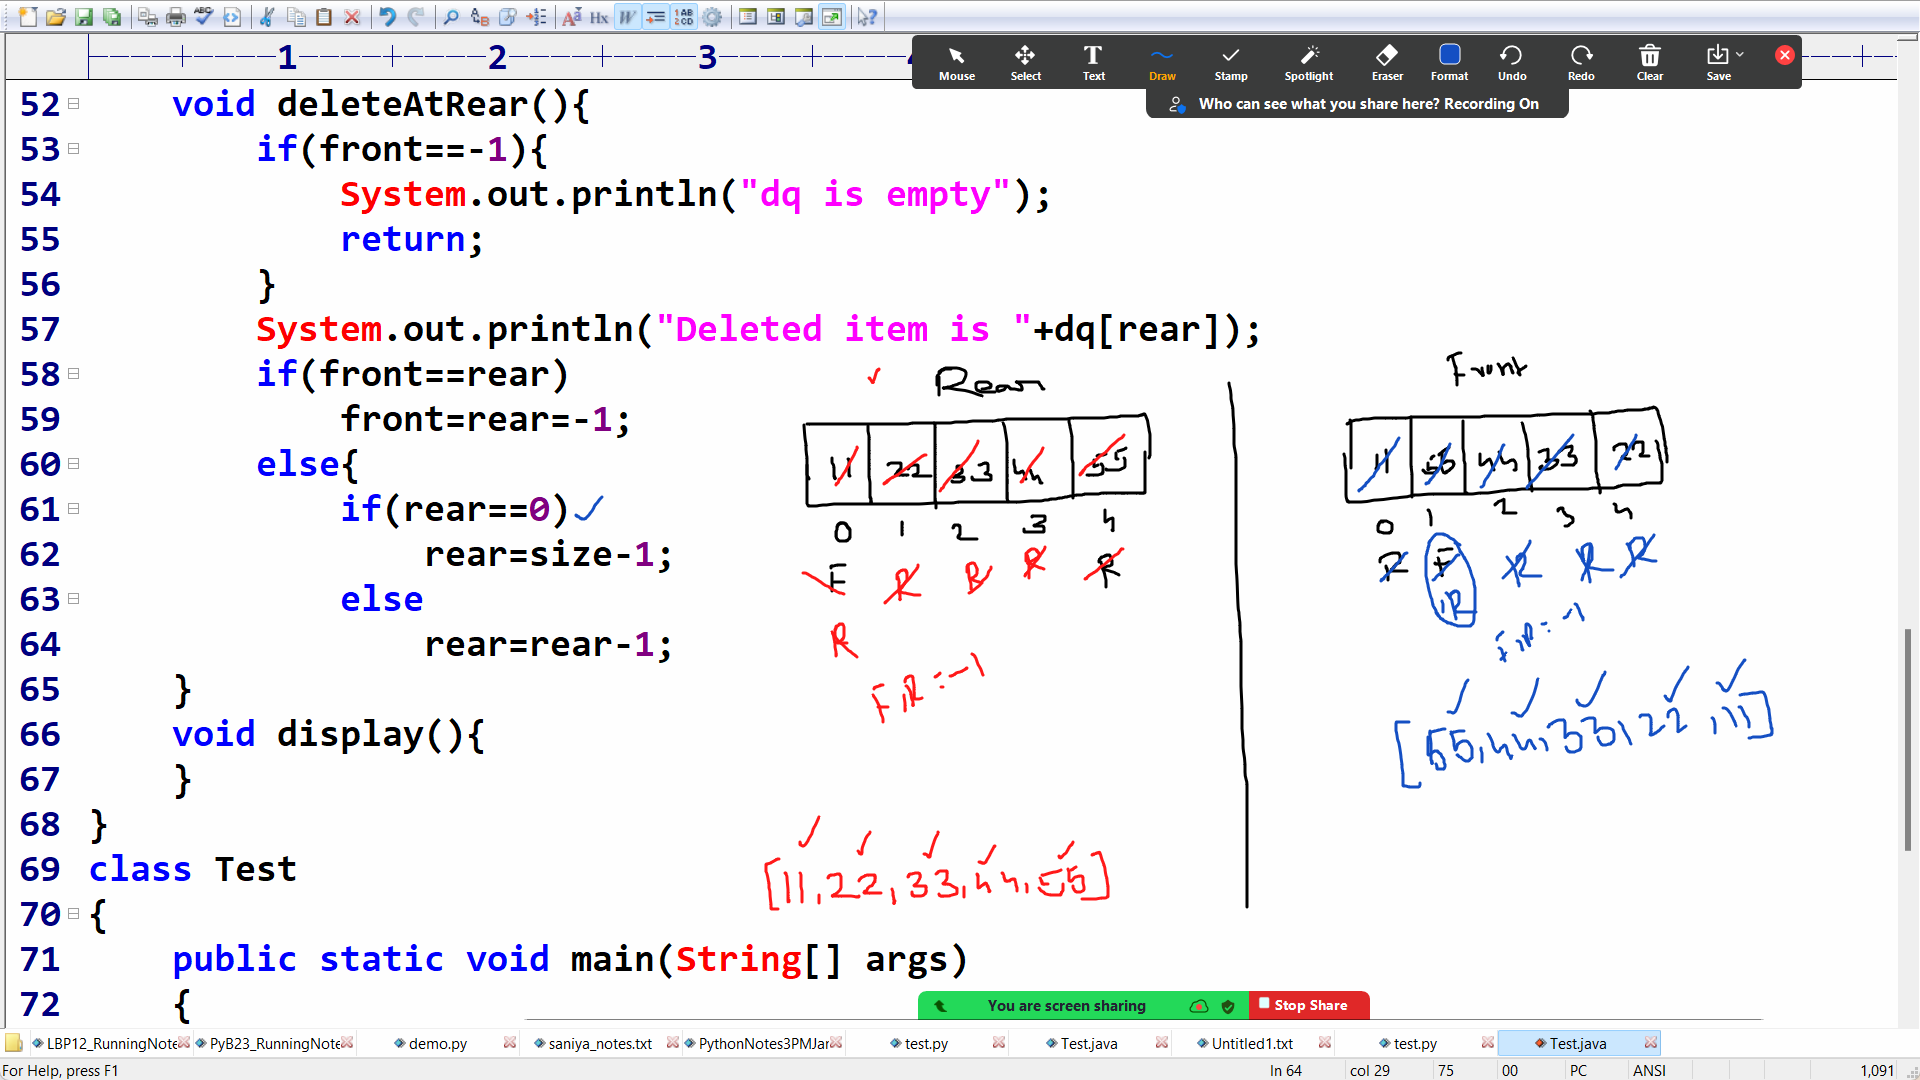 1 2 3
Mouse Select Text Draw Stamp Spotlight Eraser Format Undo Redo Clear Save
Who can see what you share here? Recording On
52 void deleteAtRear(){
53 if(front==-1){
54 System.out.println("dq is empty");
55 return;
56 }
57 System.out.println("Deleted item is "+dq[rear]);
58 if(front==rear)
59 front=rear=-1;
60 else{
61 if(rear==0)
62 rear=size-1;
63 else
64 rear=rear-1;
65 }
66 void display(){
67 }
68 }
69 class Test
70 {
71 public static void main(String[] args)
72 {
Rear
11 22 33 44 55
0 1 2 3 4
F R R R R
R
F,R=-1
[11,22,33,44,55]
Front
11 55 44 33 22
0 1 2 3 4
F R R R
,R
F,R=-1
[55,44,33,22,11]
You are screen sharing Stop Share
LBP12_RunningNote PyB23_RunningNote demo.py saniya_notes.txt PythonNotes3PMJar test.py Test.java Untitled1.txt test.py Test.java
For Help, press F1 ln 64 col 29 75 00 PC ANSI 1,091